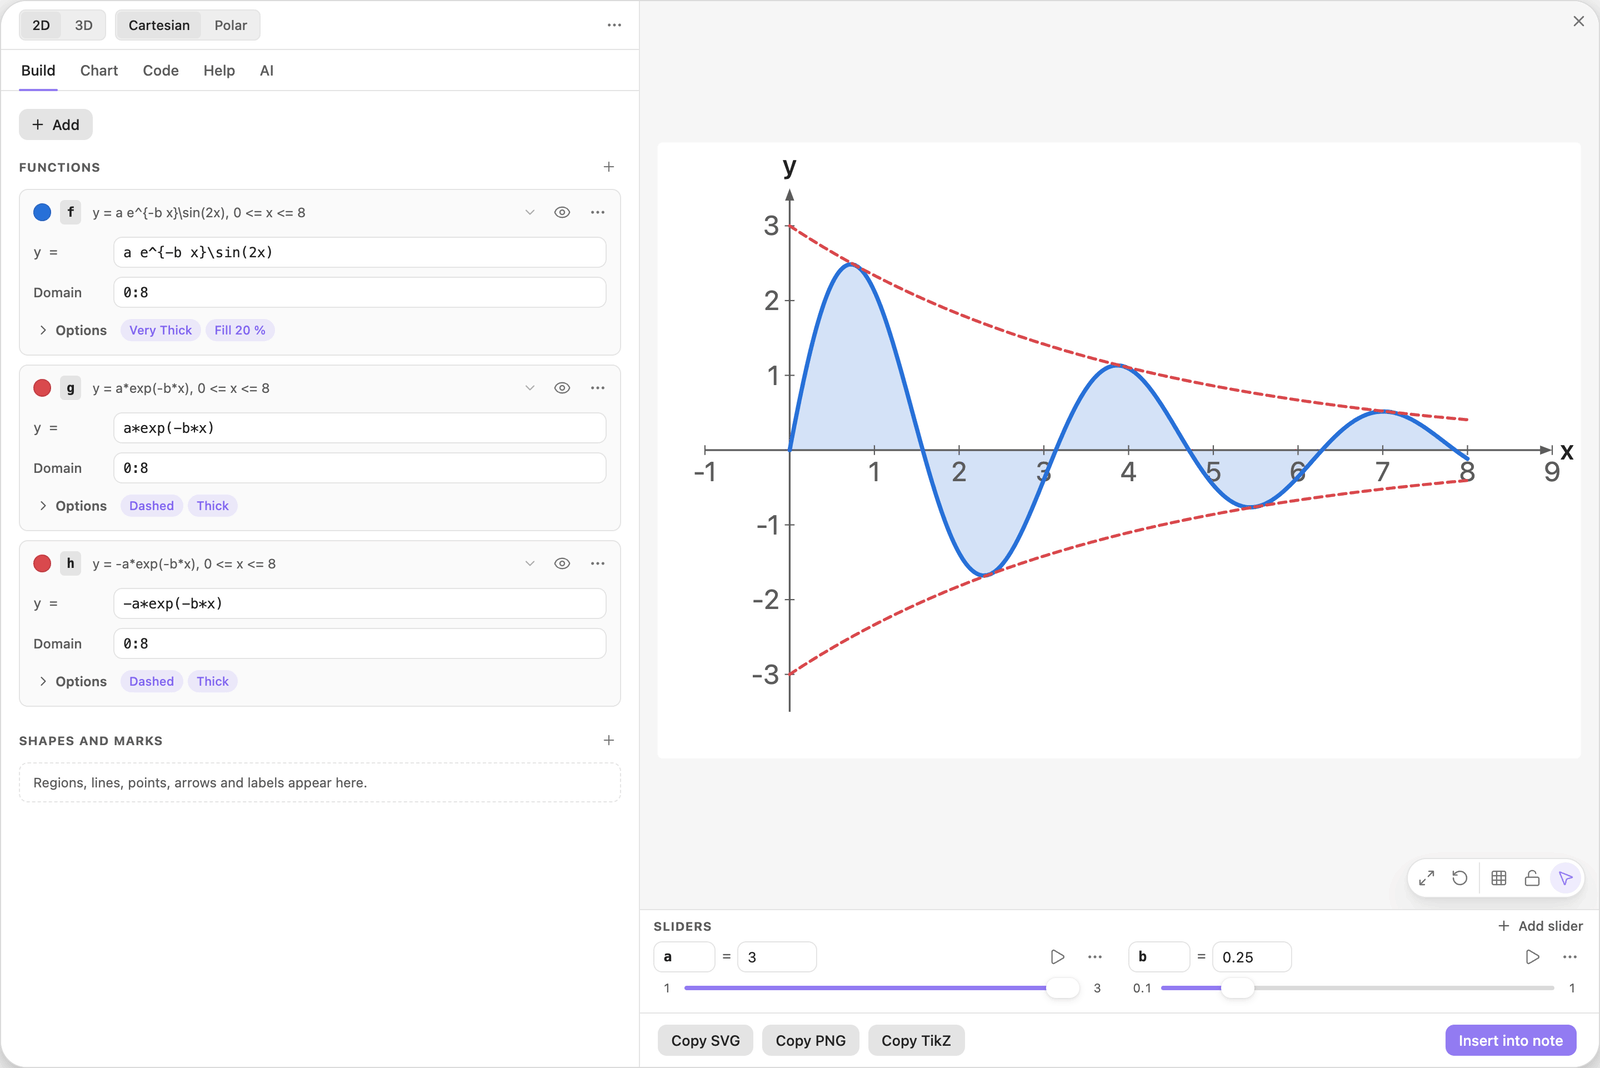 2D 3D Cartesian Polar
Build Chart Code Help AI
+ Add
FUNCTIONS
f y = a e^{-b x}\sin(2x), 0 <= x <= 8
y = a e^{-b x}\sin(2x)
Domain 0:8
Options Very Thick Fill 20 %
g y = a*exp(-b*x), 0 <= x <= 8
y = a*exp(-b*x)
Domain 0:8
Options Dashed Thick
h y = -a*exp(-b*x), 0 <= x <= 8
y = -a*exp(-b*x)
Domain 0:8
Options Dashed Thick
SHAPES AND MARKS
Regions, lines, points, arrows and labels appear here.
y
3
2
1
-1 1 2 3 4 5 6 7 8 9 x
-1
-2
-3
SLIDERS + Add slider
a = 3 b = 0.25
1 3 0.1 1
Copy SVG Copy PNG Copy TikZ Insert into note